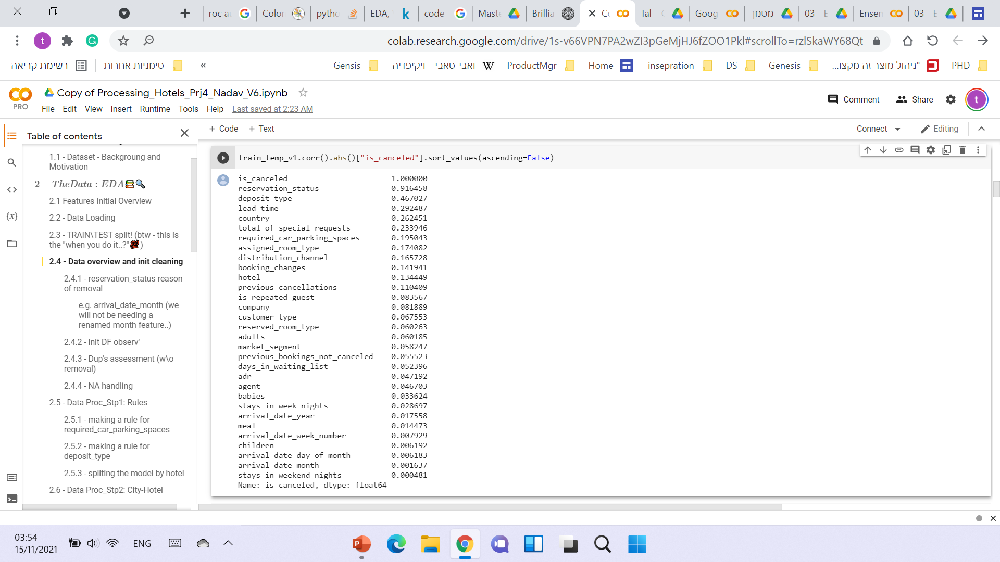 roc au
Color
pytho
EDA,
code
Maste
Brillia
Co
Tal – C
Goog
מסמך
03 - E
Ensem
03 - E
colab.research.google.com/drive/1s-v66VPN7PA2wZI3pGeMjHJ6fZOO1Pkl#scrollTo=rzlSkaWY68Qt
רשימת קריאה
סימניות אחרות
«
Gensis
ואבי-סאבי – ויקיפדיה
ProductMgr
Home
insepration
DS
Genesis
"ניהול מוצר זה מקצו...
PHD
PRO
Copy of Processing_Hotels_Prj4_Nadav_V6.ipynb
File Edit View Insert Runtime Tools Help Last saved at 2:23 AM
Comment
Share
t
Table of contents
+ Code + Text
Connect
Editing
1.1 - Dataset - Backgroung and
Motivation
2 – TheData : EDA📚🔍
2.1 Features Initial Overview
2.2 - Data Loading
2.3 - TRAIN\TEST split! (btw - this is
the "when you do it..?"💯)
2.4 - Data overview and init cleaning
2.4.1 - reservation_status reason
of removal
e.g. arrival_date_month (we
will not be needing a
renamed month feature..)
2.4.2 - init DF observ'
2.4.3 - Dup's assessment (w\o
removal)
2.4.4 - NA handling
2.5 - Data Proc_Stp1: Rules
2.5.1 - making a rule for
required_car_parking_spaces
2.5.2 - making a rule for
deposit_type
2.5.3 - spliting the model by hotel
2.6 - Data Proc_Stp2: City-Hotel
train_temp_v1.corr().abs()["is_canceled"].sort_values(ascending=False)
is_canceled 1.000000
reservation_status 0.916458
deposit_type 0.467027
lead_time 0.292487
country 0.262451
total_of_special_requests 0.233946
required_car_parking_spaces 0.195043
assigned_room_type 0.174082
distribution_channel 0.165728
booking_changes 0.141941
hotel 0.134449
previous_cancellations 0.110409
is_repeated_guest 0.083567
company 0.081889
customer_type 0.067553
reserved_room_type 0.060263
adults 0.060185
market_segment 0.058247
previous_bookings_not_canceled 0.055523
days_in_waiting_list 0.052396
adr 0.047192
agent 0.046703
babies 0.033624
stays_in_week_nights 0.028697
arrival_date_year 0.017558
meal 0.014473
arrival_date_week_number 0.007929
children 0.006192
arrival_date_day_of_month 0.006183
arrival_date_month 0.001637
stays_in_weekend_nights 0.000481
Name: is_canceled, dtype: float64
03:54
15/11/2021
ENG